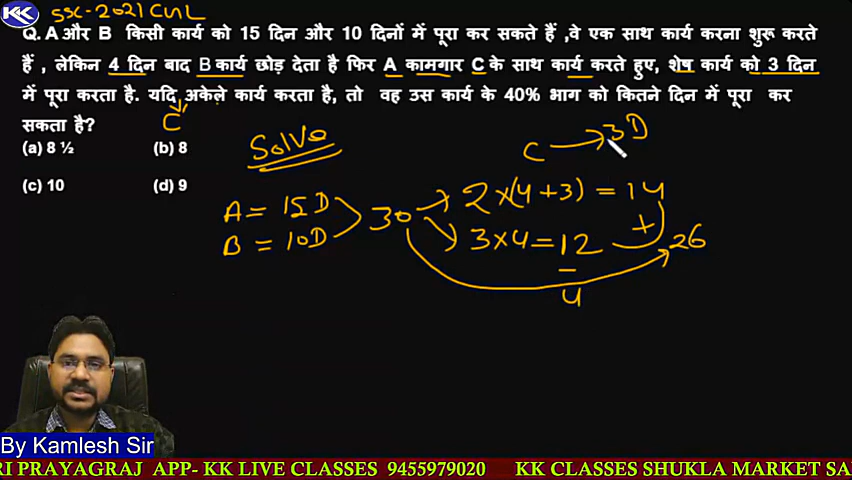 KK SSC-2021 CHSL
Q. A और B किसी कार्य को 15 दिन और 10 दिनों में पूरा कर सकते हैं ,वे एक साथ कार्य करना शुरू करते
हैं , लेकिन 4 दिन बाद B कार्य छोड़ देता है फिर A कामगार C के साथ कार्य करते हुए, शेष कार्य को 3 दिन
में पूरा करता है. यदि अकेले कार्य करता है, तो वह उस कार्य के 40% भाग को कितने दिन में पूरा कर
सकता है?
C
(a) 8 ½ (b) 8
(c) 10 (d) 9
Solve
C → 3D
A = 15D
B = 10D
30
2×(4+3) = 14
3×4=12
+
26
4
By Kamlesh Sir
RI PRAYAGRAJ APP- KK LIVE CLASSES 9455979020 KK CLASSES SHUKLA MARKET SA